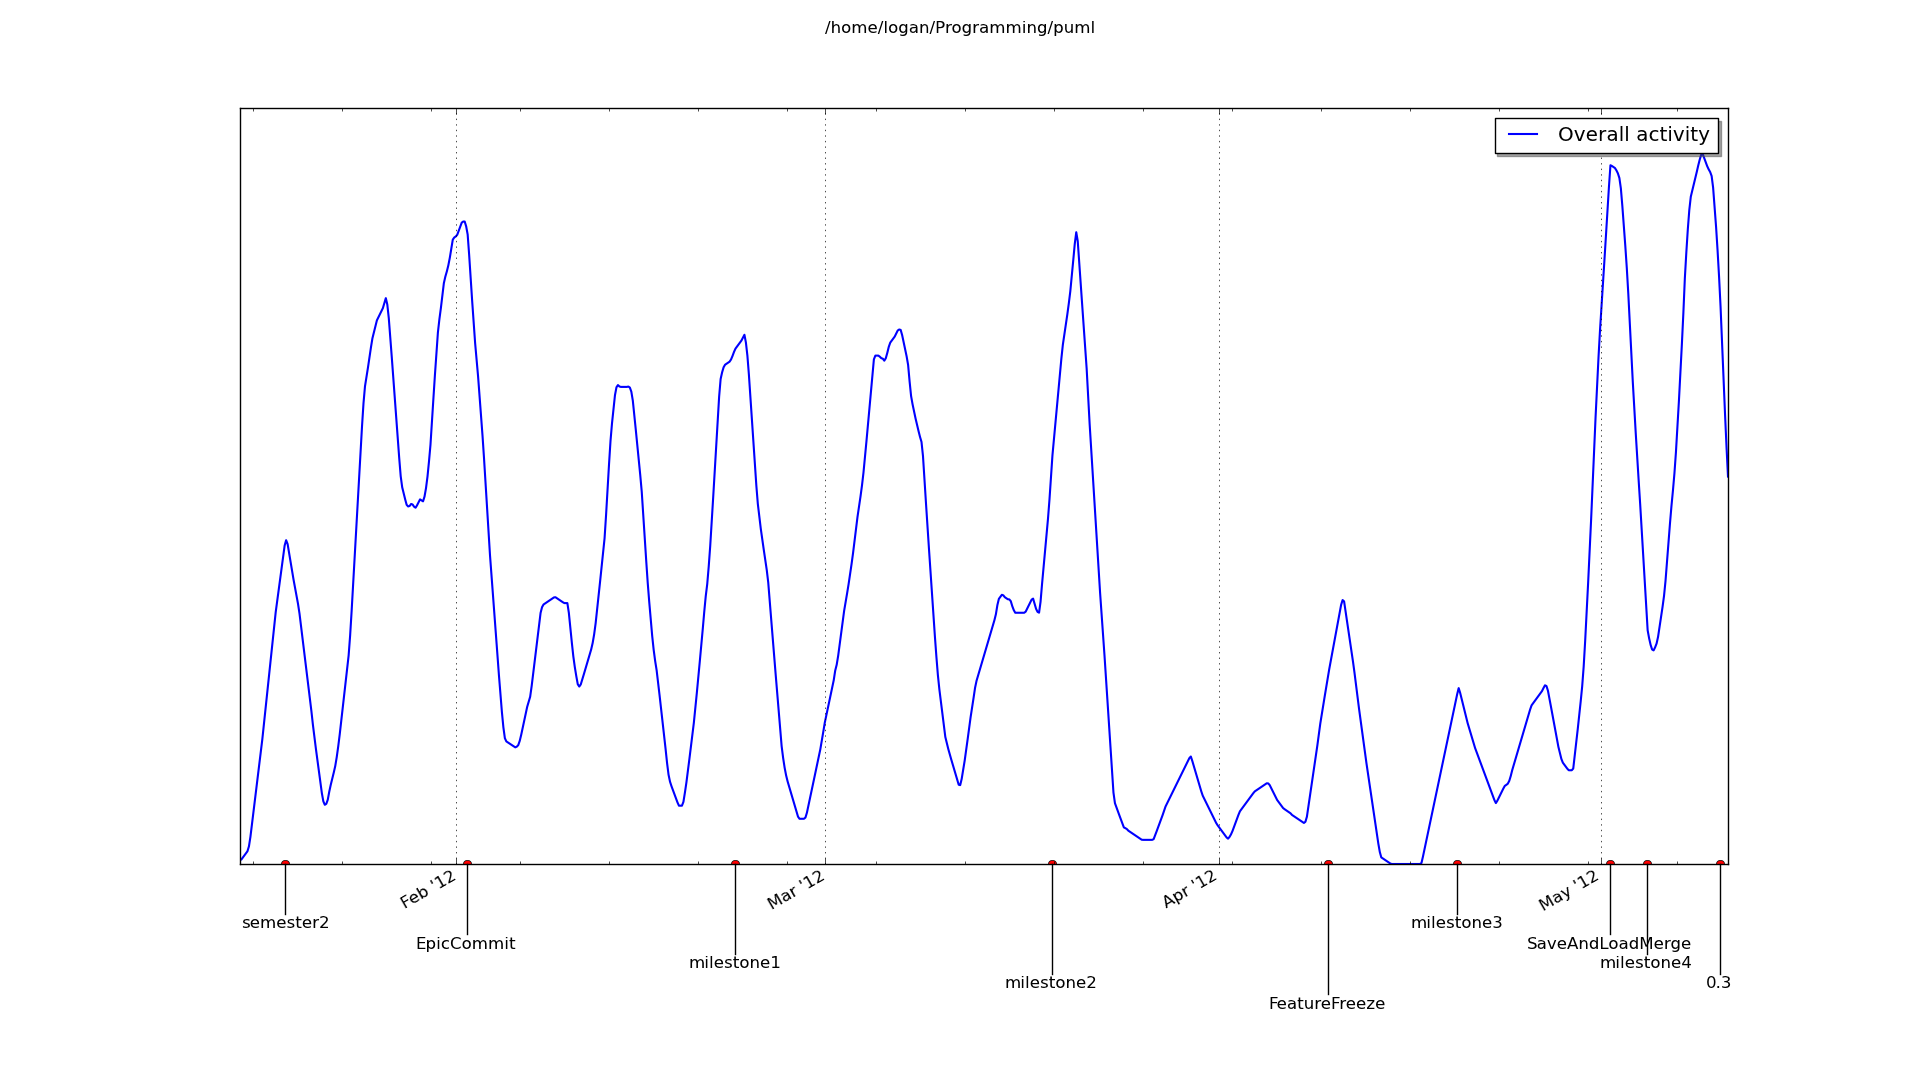 /home/logan/Programming/puml
Overall activity
Feb '12
Mar '12
Apr '12
May '12
semester2
milestone3
EpicCommit
SaveAndLoadMerge
milestone1
milestone4
milestone2
0.3
FeatureFreeze